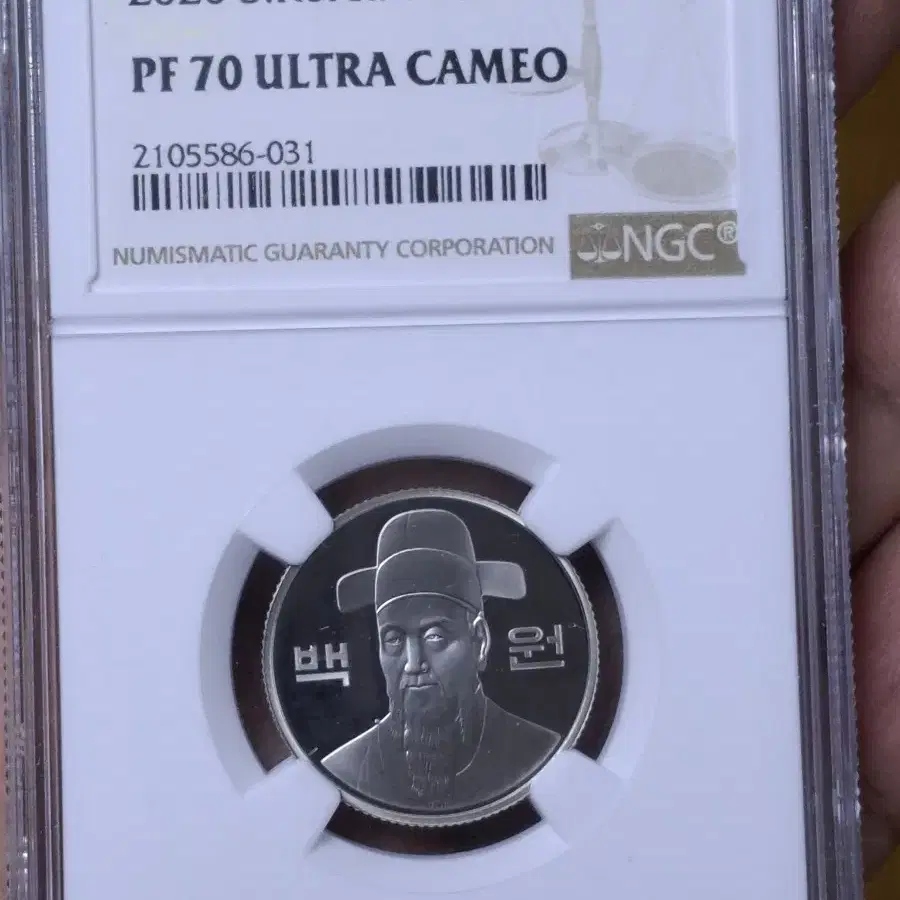 PF 70 ULTRA CAMEO
2105586-031
NUMISMATIC GUARANTY CORPORATION
NGC®
백 원